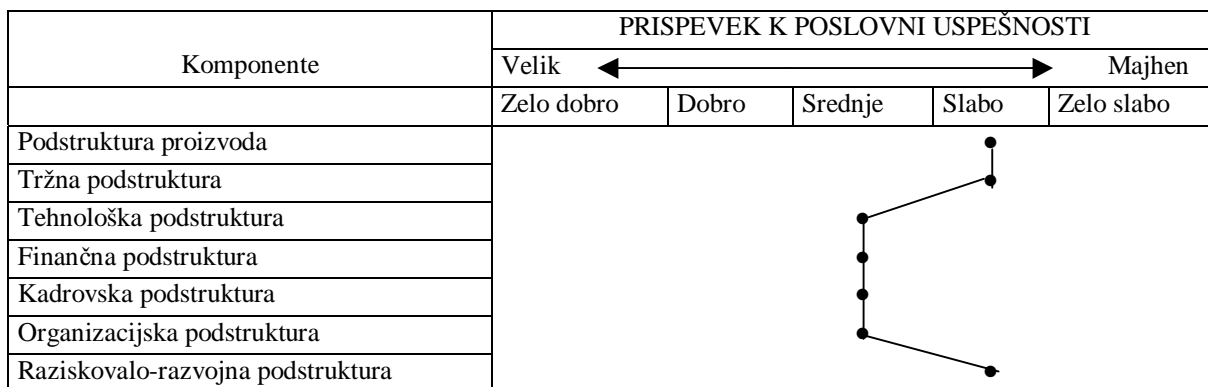 PRISPEVEK K POSLOVNI USPEŠNOSTI
Komponente
Velik Majhen
Zelo dobro Dobro Srednje Slabo Zelo slabo
Podstruktura proizvoda
Tržna podstruktura
Tehnološka podstruktura
Finančna podstruktura
Kadrovska podstruktura
Organizacijska podstruktura
Raziskovalo-razvojna podstruktura